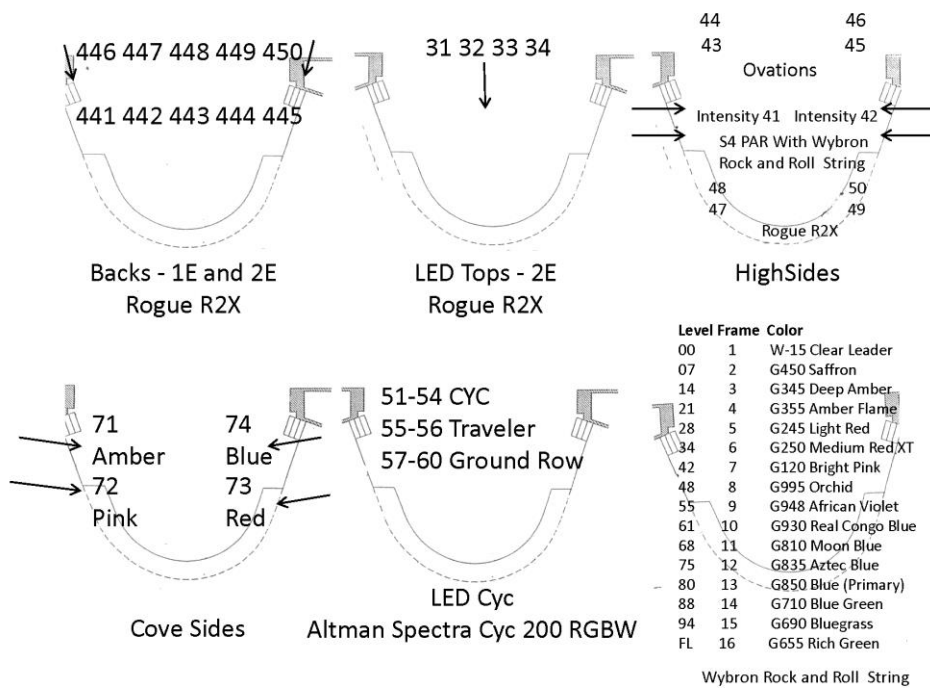 446 447 448 449 450
441 442 443 444 445
Backs - 1E and 2E
Rogue R2X
31 32 33 34
LED Tops - 2E
Rogue R2X
44 46
43 45
Ovations
Intensity 41 Intensity 42
S4 PAR With Wybron
Rock and Roll String
48 50
47 49
Rogue R2X
HighSides
71 74
Amber Blue
72 73
Pink Red
Cove Sides
51-54 CYC
55-56 Traveler
57-60 Ground Row
LED Cyc
Altman Spectra Cyc 200 RGBW
Level Frame Color
00 1 W-15 Clear Leader
07 2 G450 Saffron
14 3 G345 Deep Amber
21 4 G355 Amber Flame
28 5 G245 Light Red
34 6 G250 Medium Red XT
42 7 G120 Bright Pink
48 8 G995 Orchid
55 9 G948 African Violet
61 10 G930 Real Congo Blue
68 11 G810 Moon Blue
75 12 G835 Aztec Blue
80 13 G850 Blue (Primary)
88 14 G710 Blue Green
94 15 G690 Bluegrass
FL 16 G655 Rich Green
Wybron Rock and Roll String